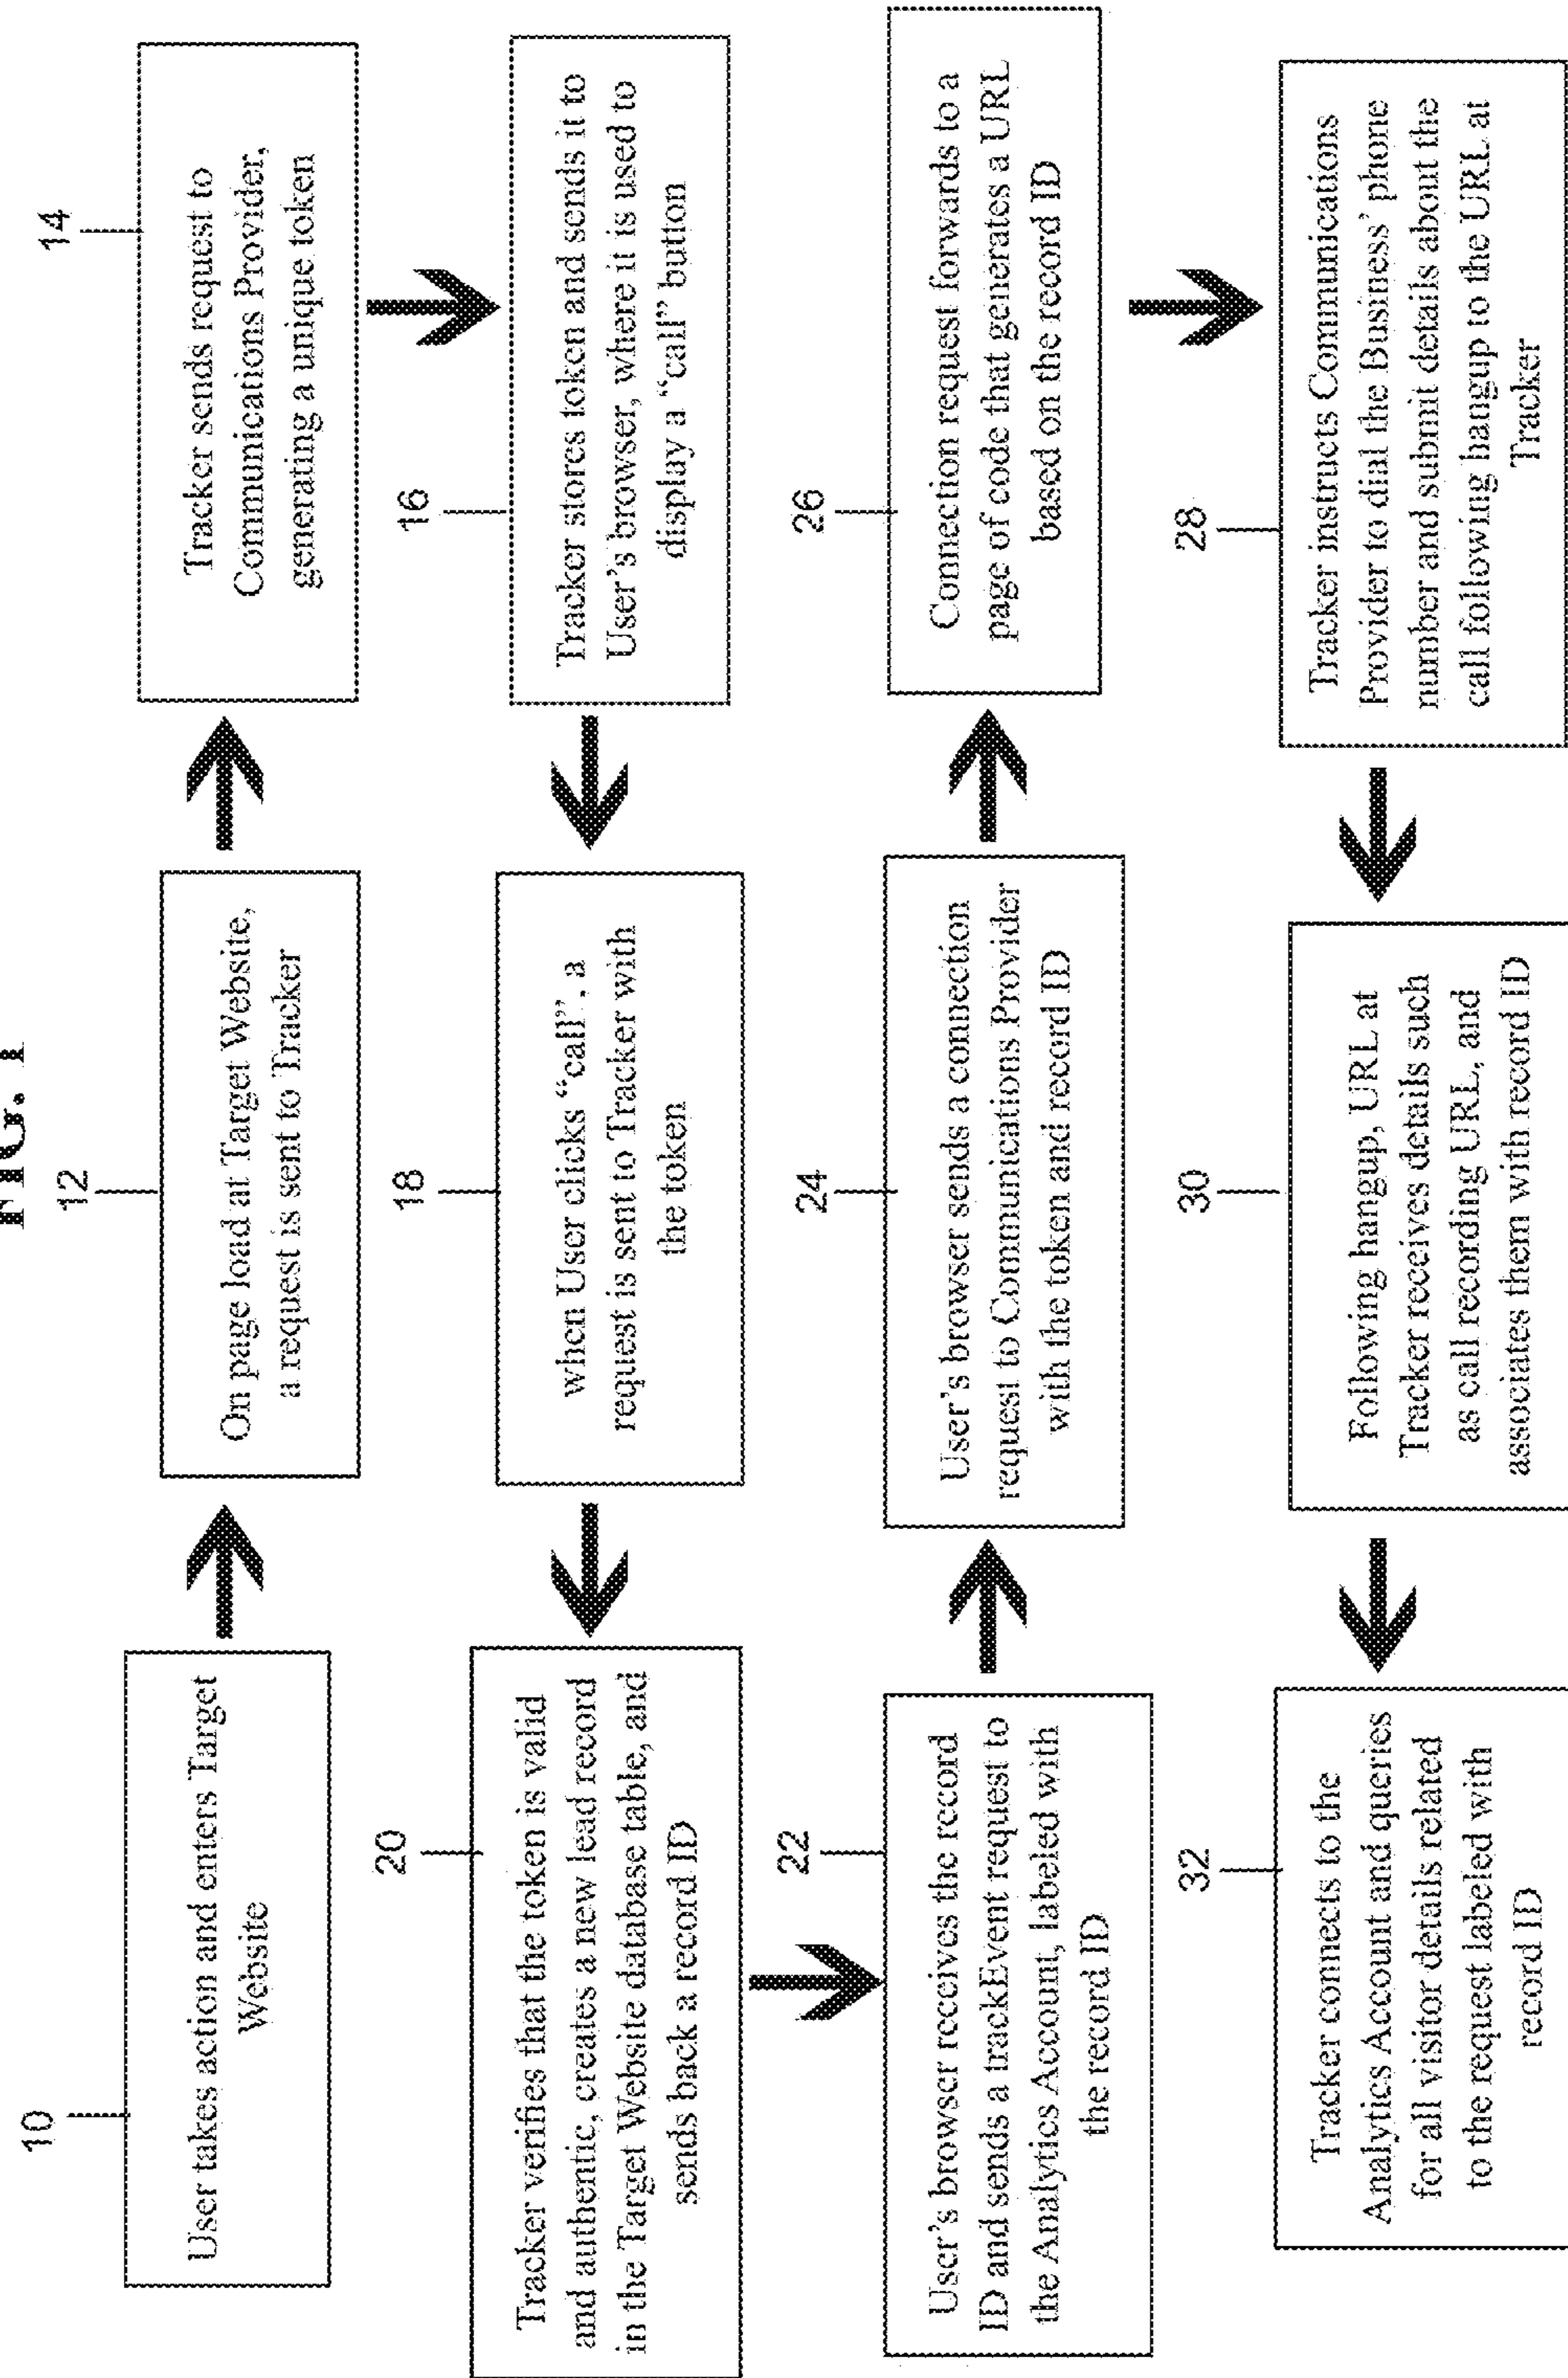 FIG. 1
10
User takes action and enters Target
Website
12
On page load at Target Website,
a request is sent to Tracker
14
Tracker sends request to
Communications Provider,
generating a unique token
16
Tracker stores token and sends it to
User's browser, where it is used to
display a “call” button
18
when User clicks “call”, a
request is sent to Tracker with
the token
20
Tracker verifies that the token is valid
and authentic, creates a new lead record
in the Target Website database table, and
sends back a record ID
22
User's browser receives the record
ID and sends a trackEvent request to
the Analytics Account, labeled with
the record ID
24
User's browser sends a connection
request to Communications Provider
with the token and record ID
26
Connection request forwards to a
page of code that generates a URL
based on the record ID
28
Tracker instructs Communications
Provider to dial the Business' phone
number and submit details about the
call following hangup to the URL at
Tracker
30
Following hangup, URL at
Tracker receives details such
as call recording URL, and
associates them with record ID
32
Tracker connects to the
Analytics Account and queries
for all visitor details related
to the request labeled with
record ID